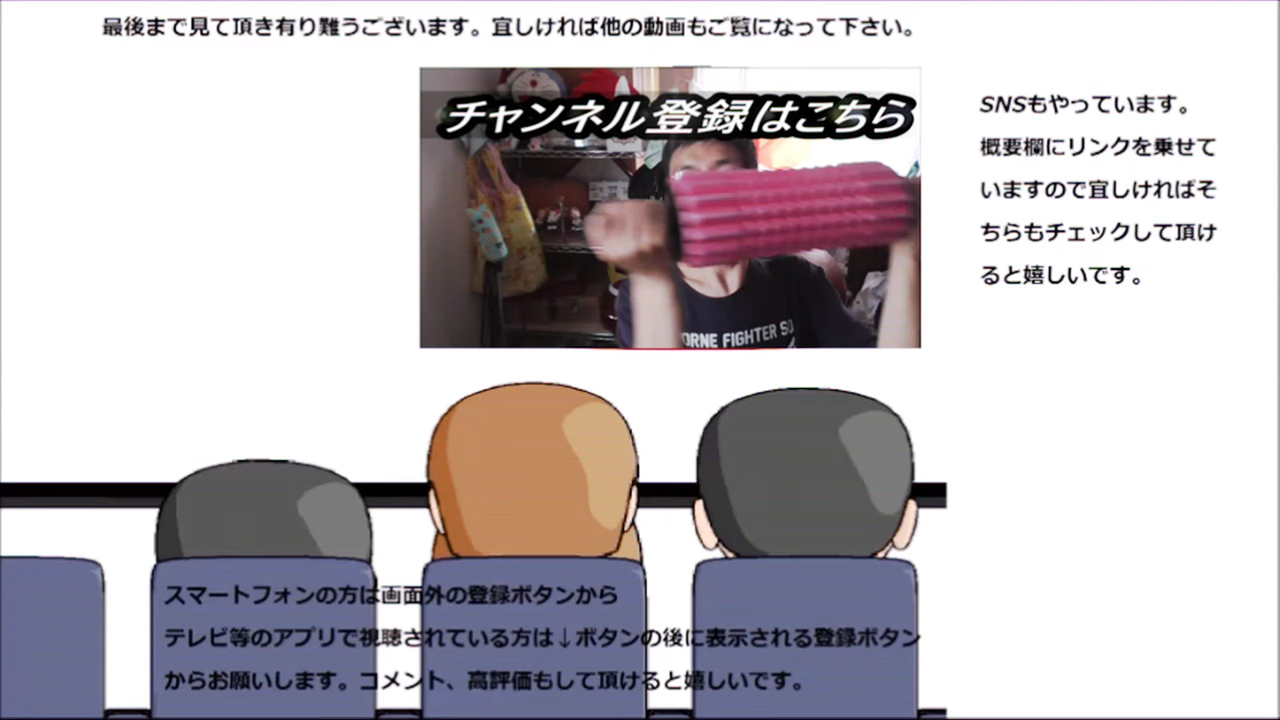 最後まで見て頂き有り難うございます。宜しければ他の動画もご覧になって下さい。
チャンネル登録はこちら
SNSもやっています。
概要欄にリンクを乗せて
いますので宜しければそ
ちらもチェックして頂け
ると嬉しいです。
ORNE FIGHTER SQ
スマートフォンの方は画面外の登録ボタンから
テレビ等のアプリで視聴されている方は↓ボタンの後に表示される登録ボタン
からお願いします。コメント、高評価もして頂けると嬉しいです。